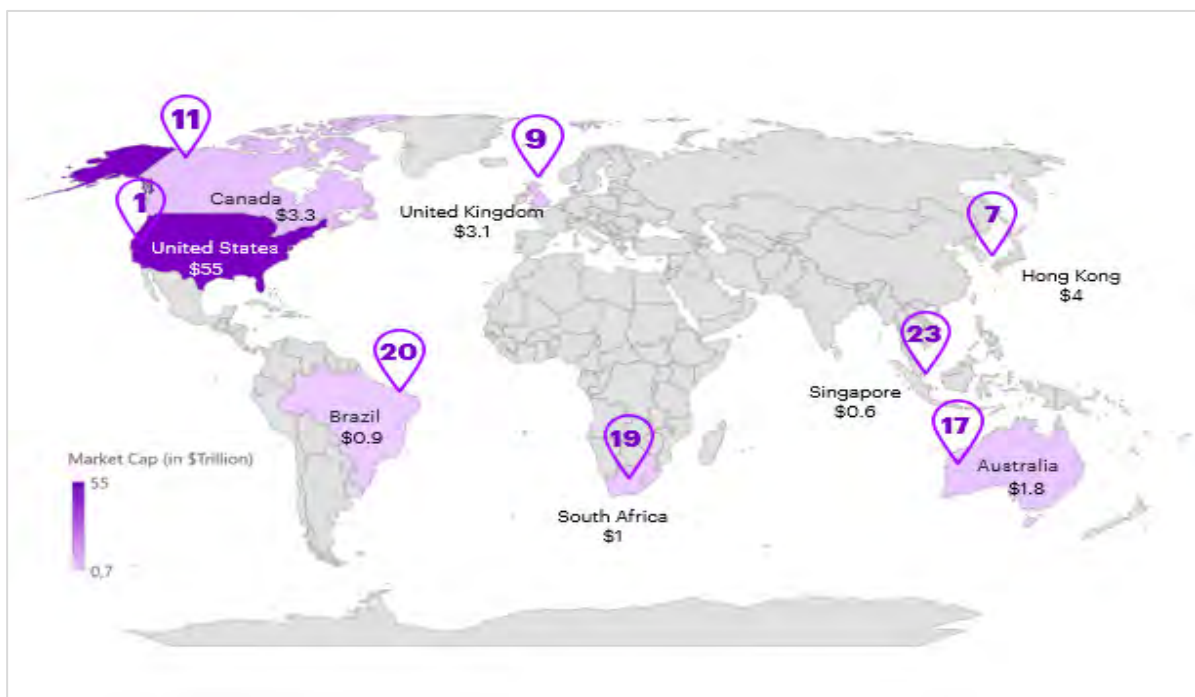 11
9
1
Canada
$3.3
United Kingdom
$3.1
7
United States
$55
Hong Kong
$4
23
20
Singapore
$0.6
Brazil
$0.9
19
17
Market Cap (in $Trillion)
55
0,7
Australia
$1.8
South Africa
$1